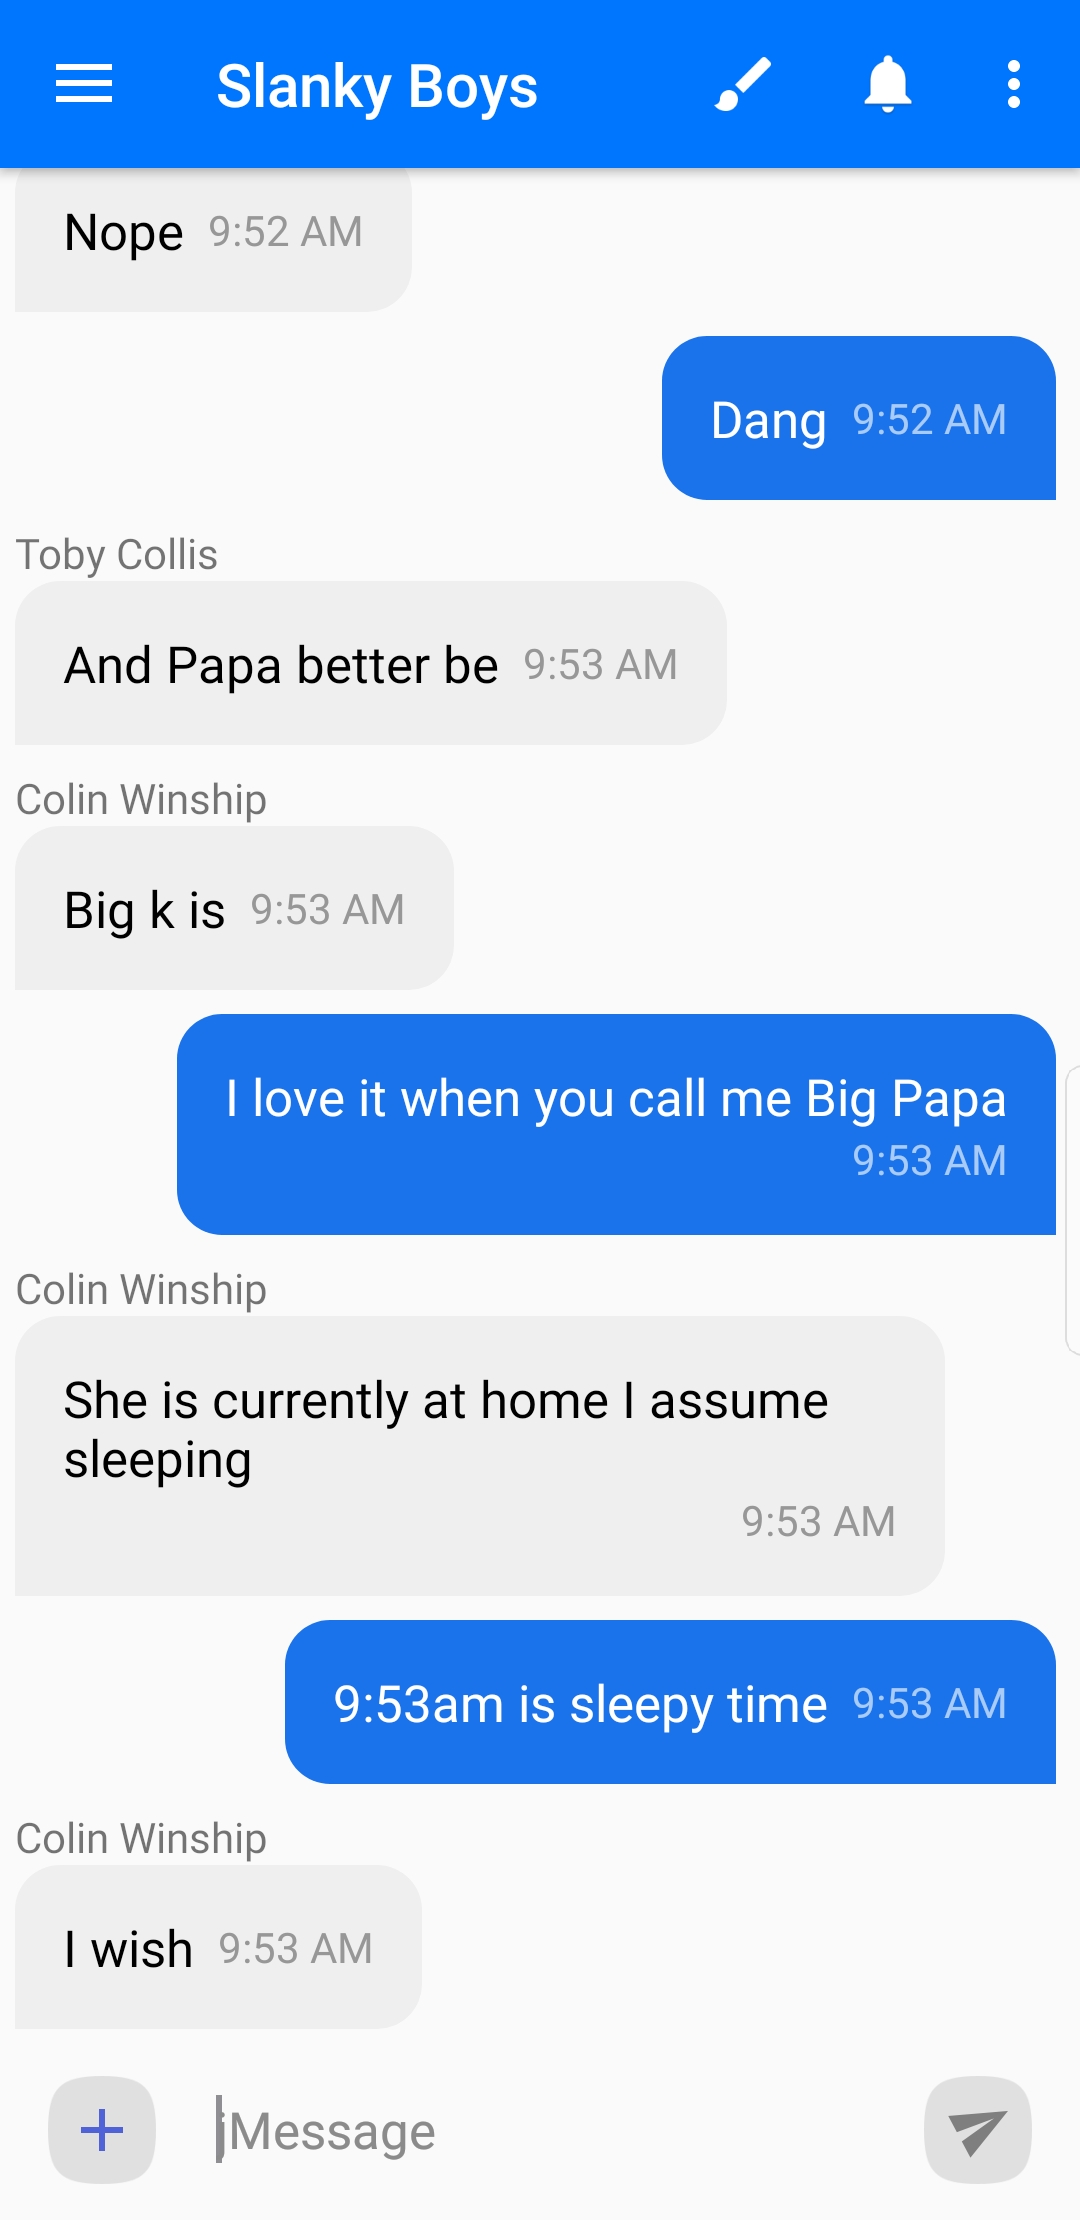 Slanky Boys
Nope 9:52 AM
Dang 9:52 AM
Toby Collis
And Papa better be 9:53 AM
Colin Winship
Big k is 9:53 AM
I love it when you call me Big Papa
9:53 AM
Colin Winship
She is currently at home I assume
sleeping
9:53 AM
9:53am is sleepy time 9:53 AM
Colin Winship
I wish 9:53 AM
iMessage